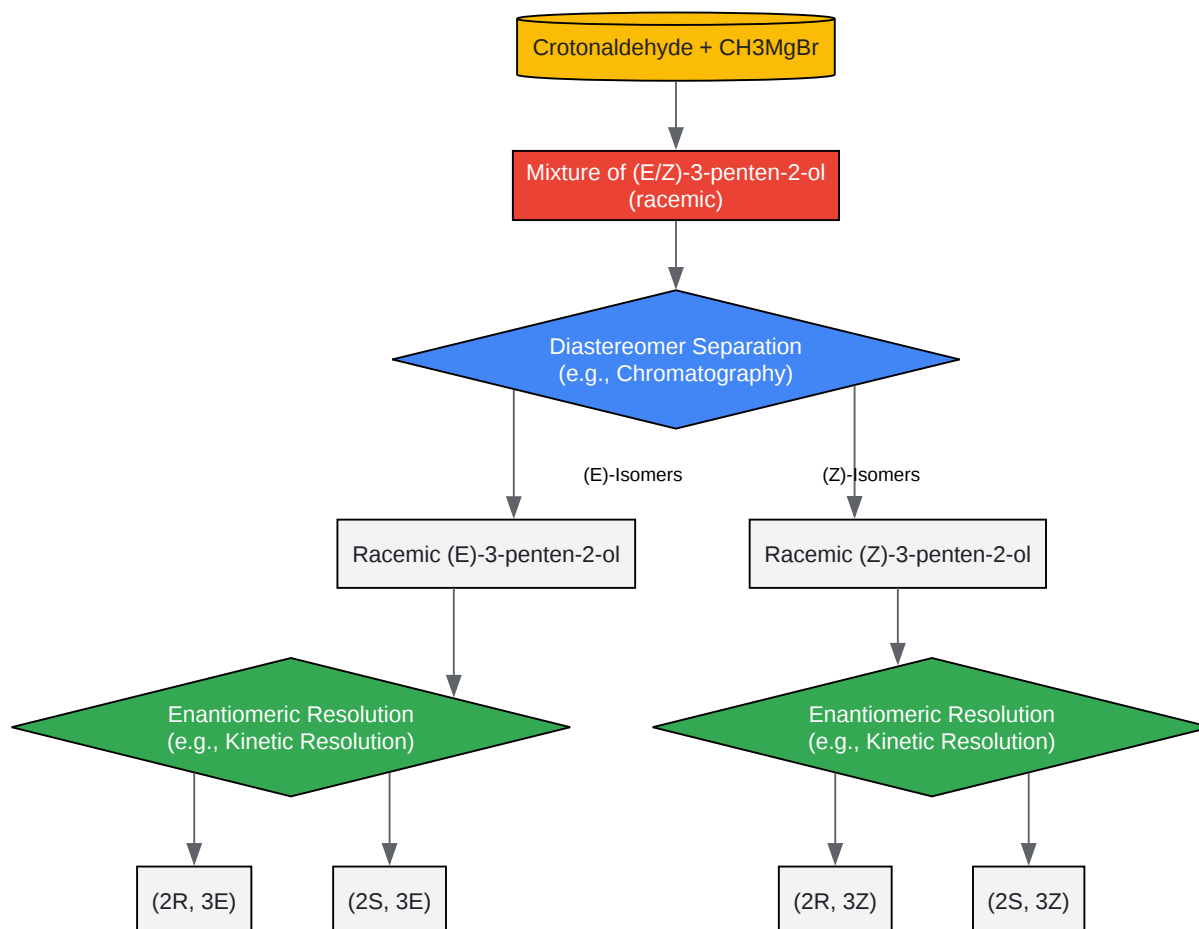 Crotonaldehyde + CH3MgBr
Mixture of (E/Z)-3-penten-2-ol
(racemic)
Diastereomer Separation
(e.g., Chromatography)
(E)-Isomers
(Z)-Isomers
Racemic (E)-3-penten-2-ol
Racemic (Z)-3-penten-2-ol
Enantiomeric Resolution
(e.g., Kinetic Resolution)
Enantiomeric Resolution
(e.g., Kinetic Resolution)
(2R, 3E)
(2S, 3E)
(2R, 3Z)
(2S, 3Z)